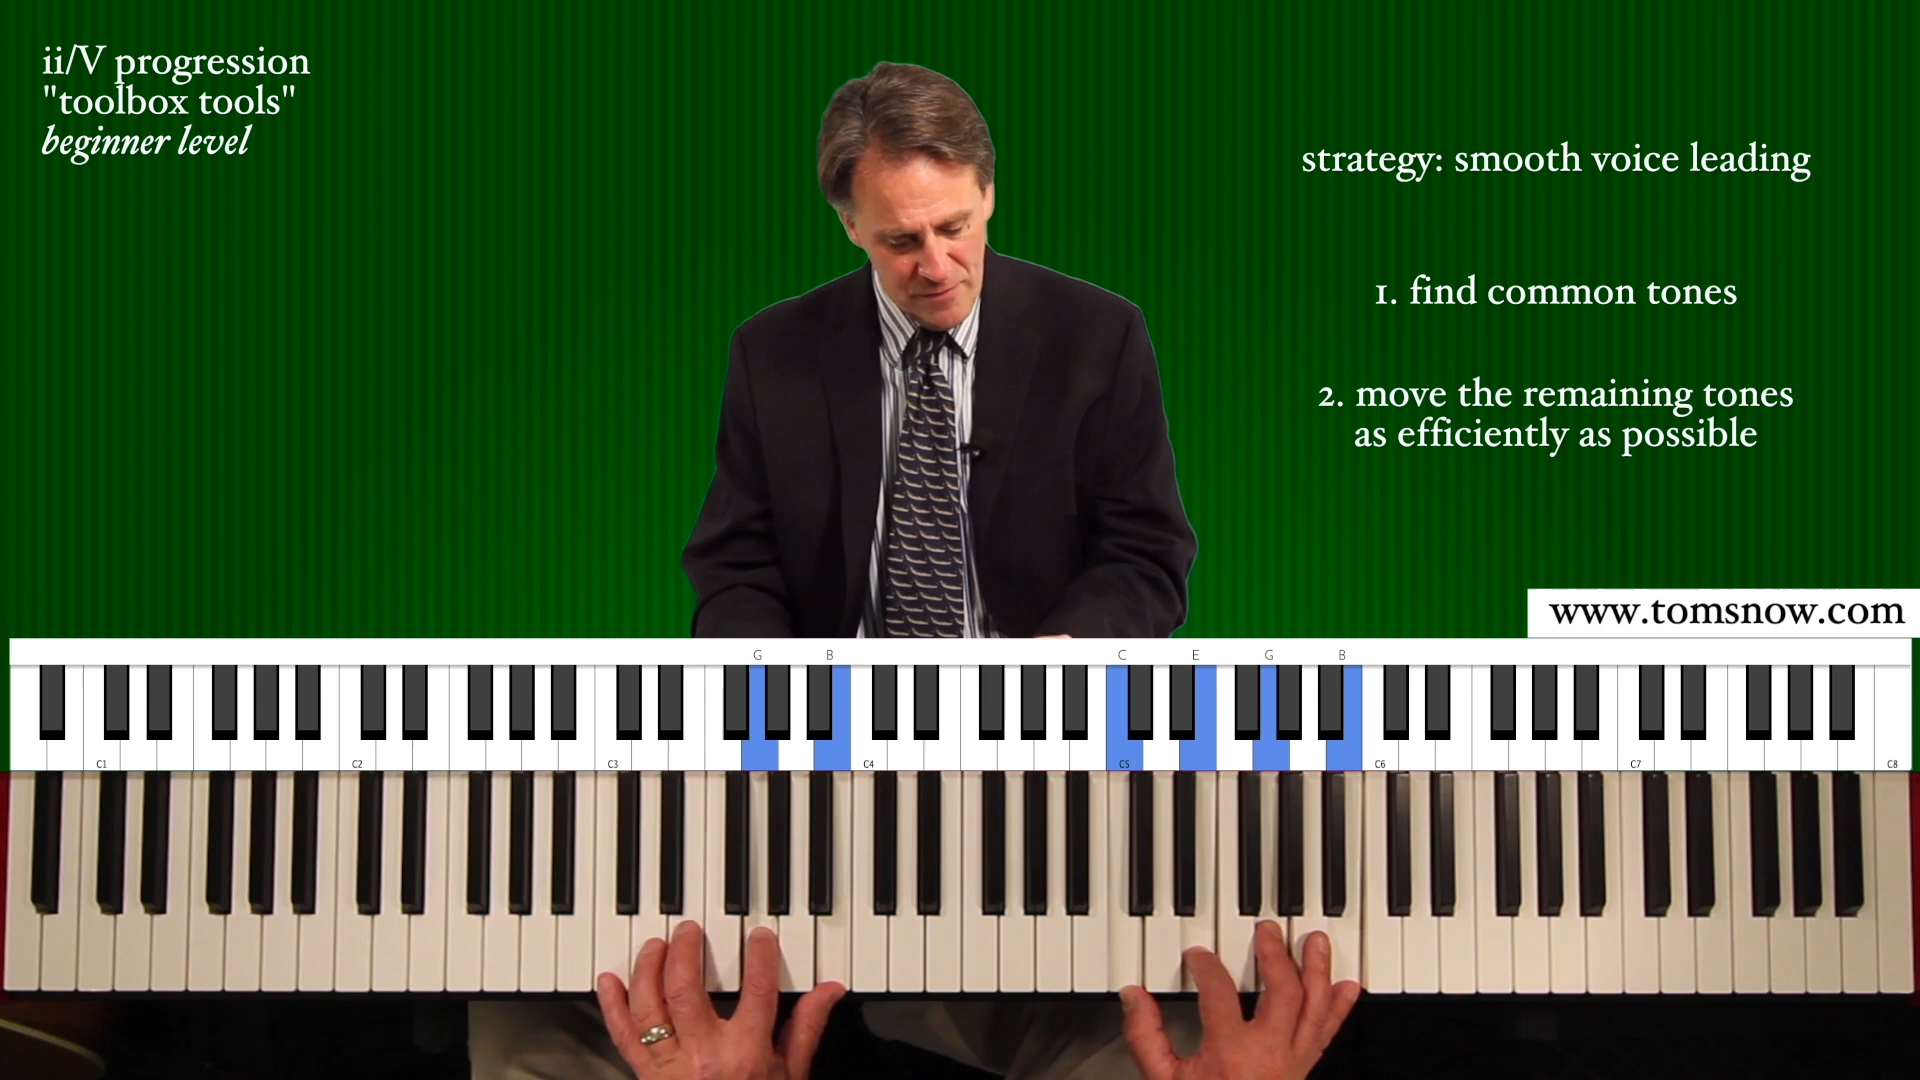 ii/V progression
"toolbox tools"
beginner level
strategy: smooth voice leading
1. find common tones
2. move the remaining tones
as efficiently as possible
www.tomsnow.com
G B C E G B
C1 C2 C3 C4 C5 C6 C7 C8